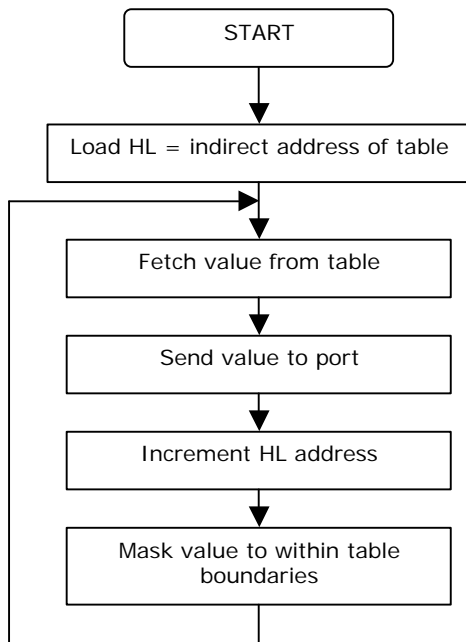 START
Load HL = indirect address of table
Fetch value from table
Send value to port
Increment HL address
Mask value to within table
boundaries